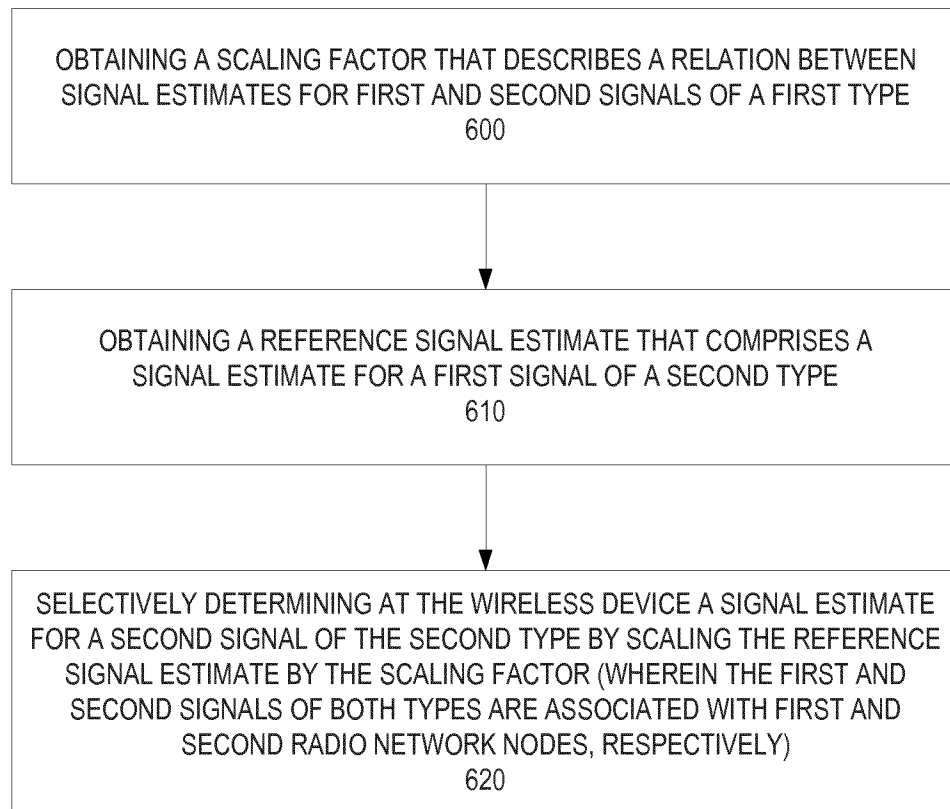 OBTAINING A SCALING FACTOR THAT DESCRIBES A RELATION BETWEEN
SIGNAL ESTIMATES FOR FIRST AND SECOND SIGNALS OF A FIRST TYPE
600
OBTAINING A REFERENCE SIGNAL ESTIMATE THAT COMPRISES A
SIGNAL ESTIMATE FOR A FIRST SIGNAL OF A SECOND TYPE
610
SELECTIVELY DETERMINING AT THE WIRELESS DEVICE A SIGNAL ESTIMATE
FOR A SECOND SIGNAL OF THE SECOND TYPE BY SCALING THE REFERENCE
SIGNAL ESTIMATE BY THE SCALING FACTOR (WHEREIN THE FIRST AND
SECOND SIGNALS OF BOTH TYPES ARE ASSOCIATED WITH FIRST AND
SECOND RADIO NETWORK NODES, RESPECTIVELY)
620